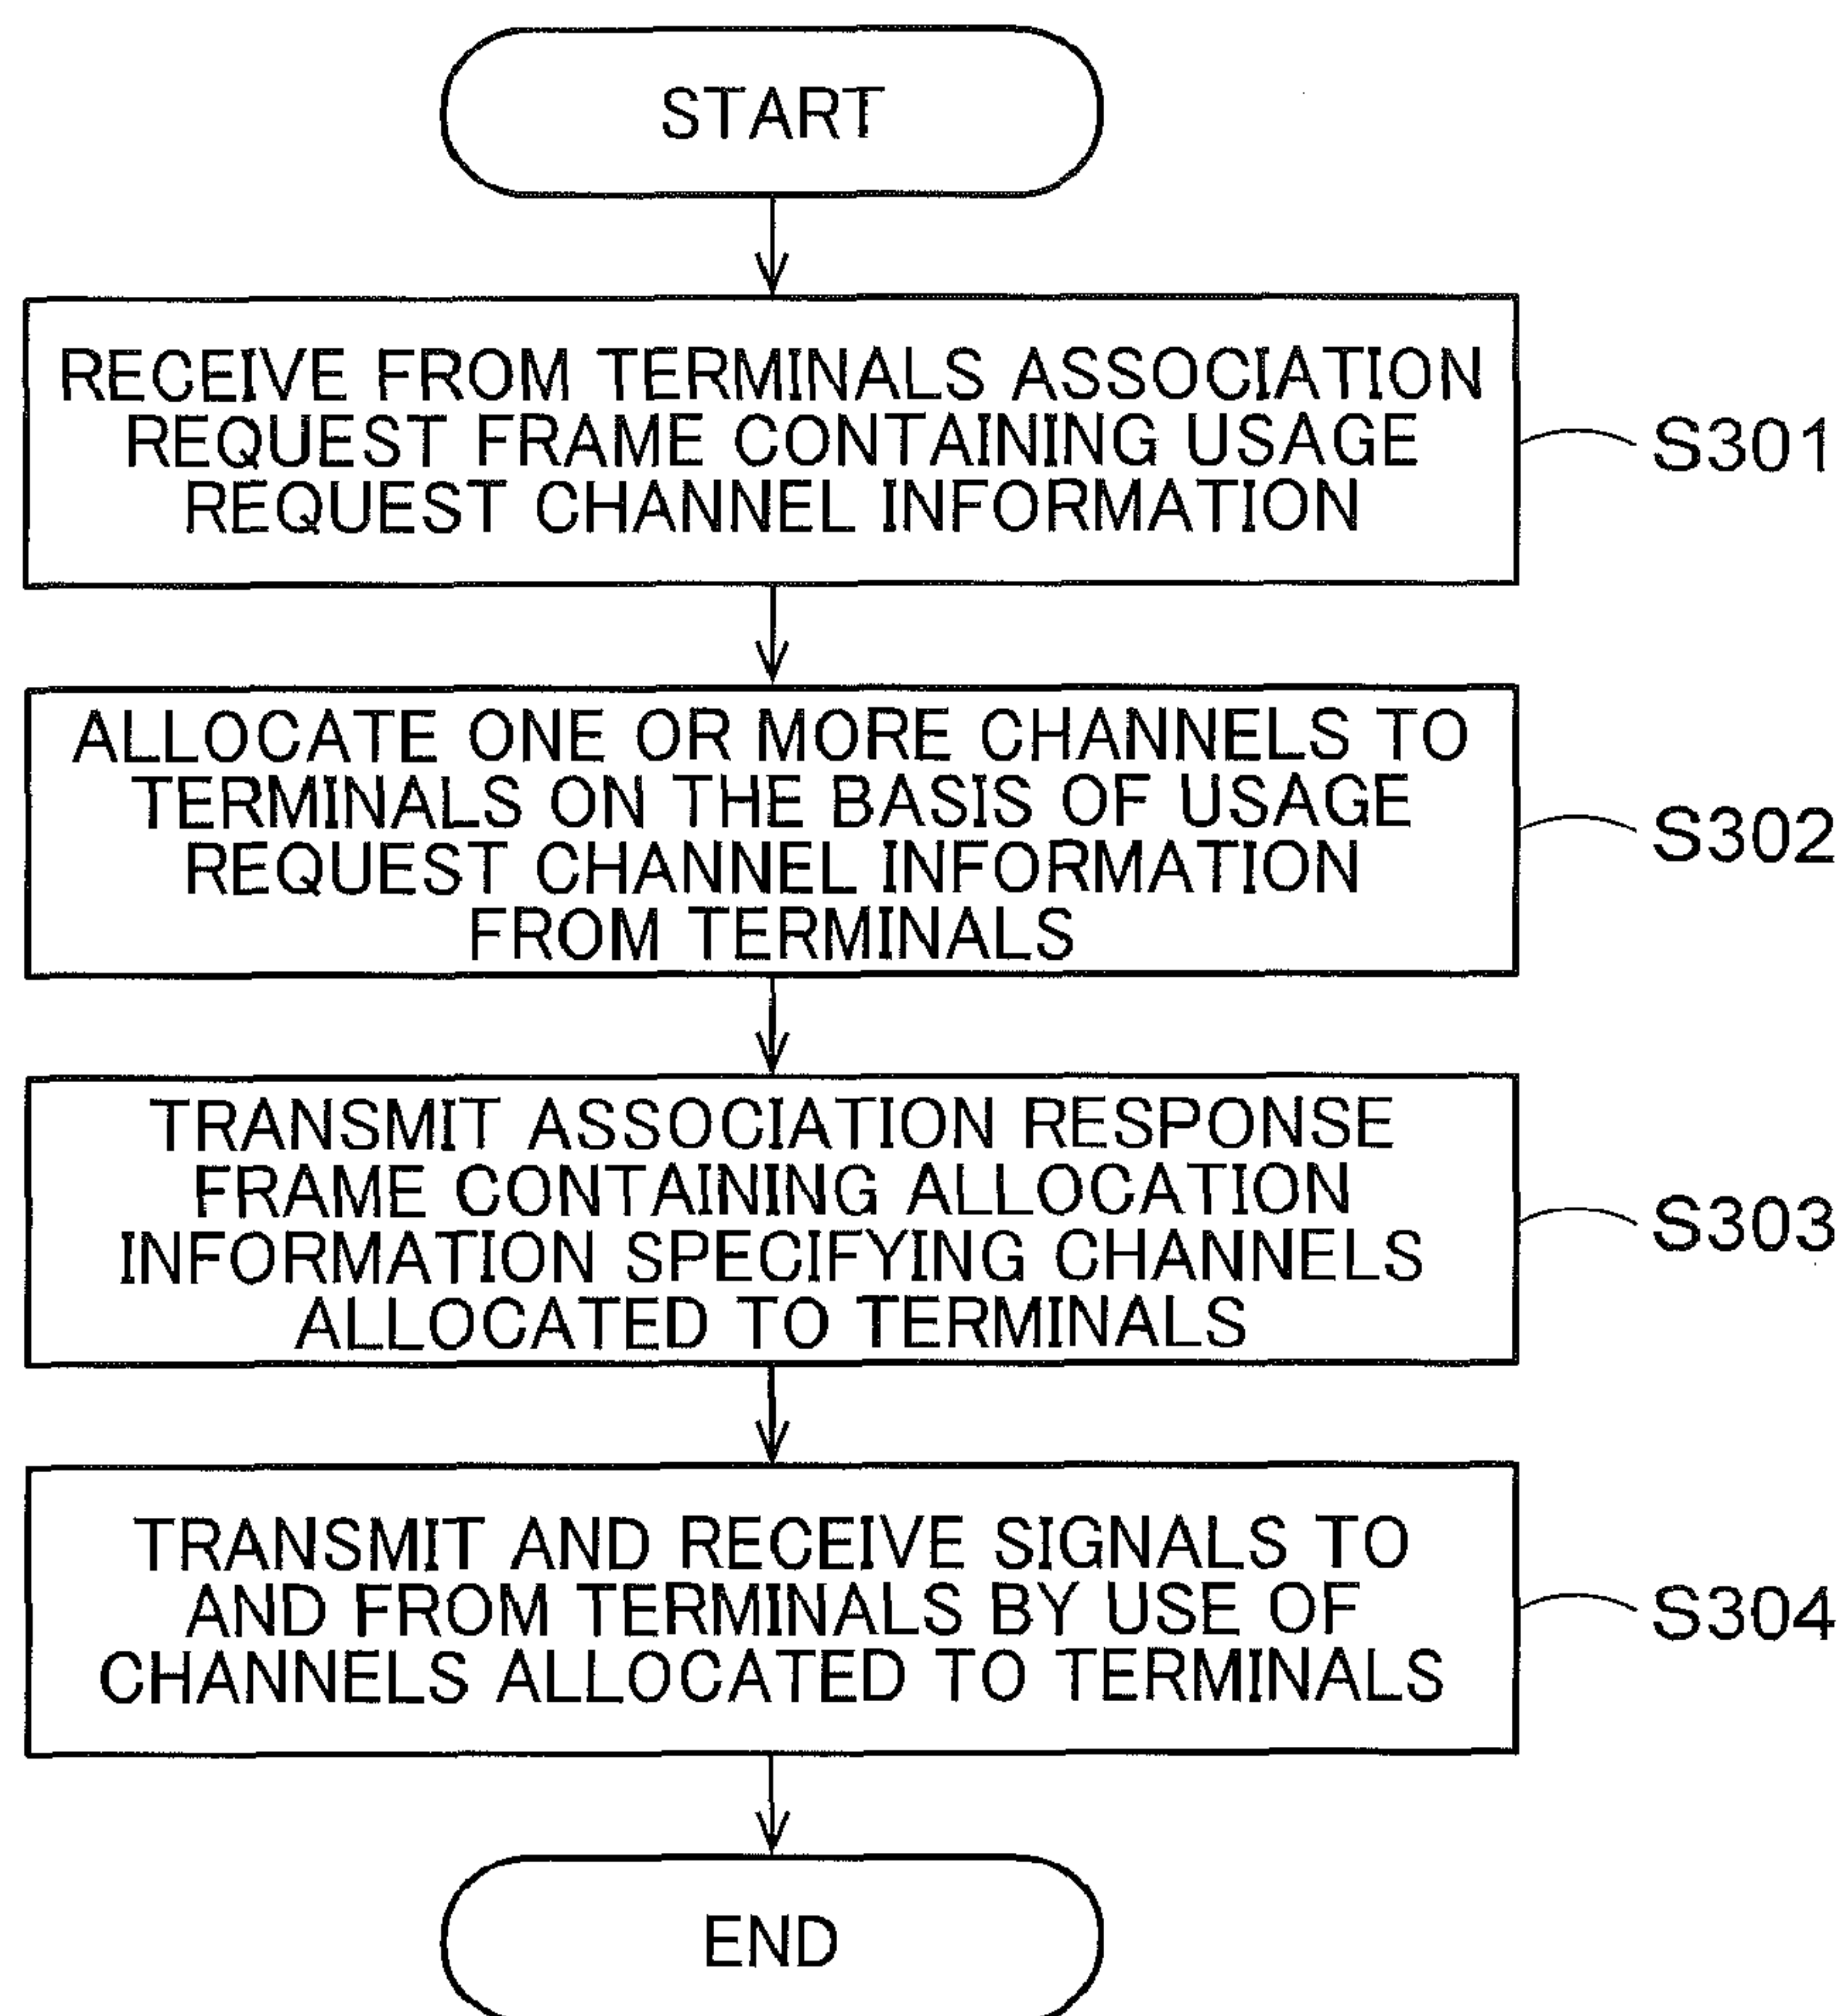 START
RECEIVE FROM TERMINALS ASSOCIATION
REQUEST FRAME CONTAINING USAGE
REQUEST CHANNEL INFORMATION
S301
ALLOCATE ONE OR MORE CHANNELS TO
TERMINALS ON THE BASIS OF USAGE
REQUEST CHANNEL INFORMATION
FROM TERMINALS
S302
TRANSMIT ASSOCIATION RESPONSE
FRAME CONTAINING ALLOCATION
INFORMATION SPECIFYING CHANNELS
ALLOCATED TO TERMINALS
S303
TRANSMIT AND RECEIVE SIGNALS TO
AND FROM TERMINALS BY USE OF
CHANNELS ALLOCATED TO TERMINALS
S304
END